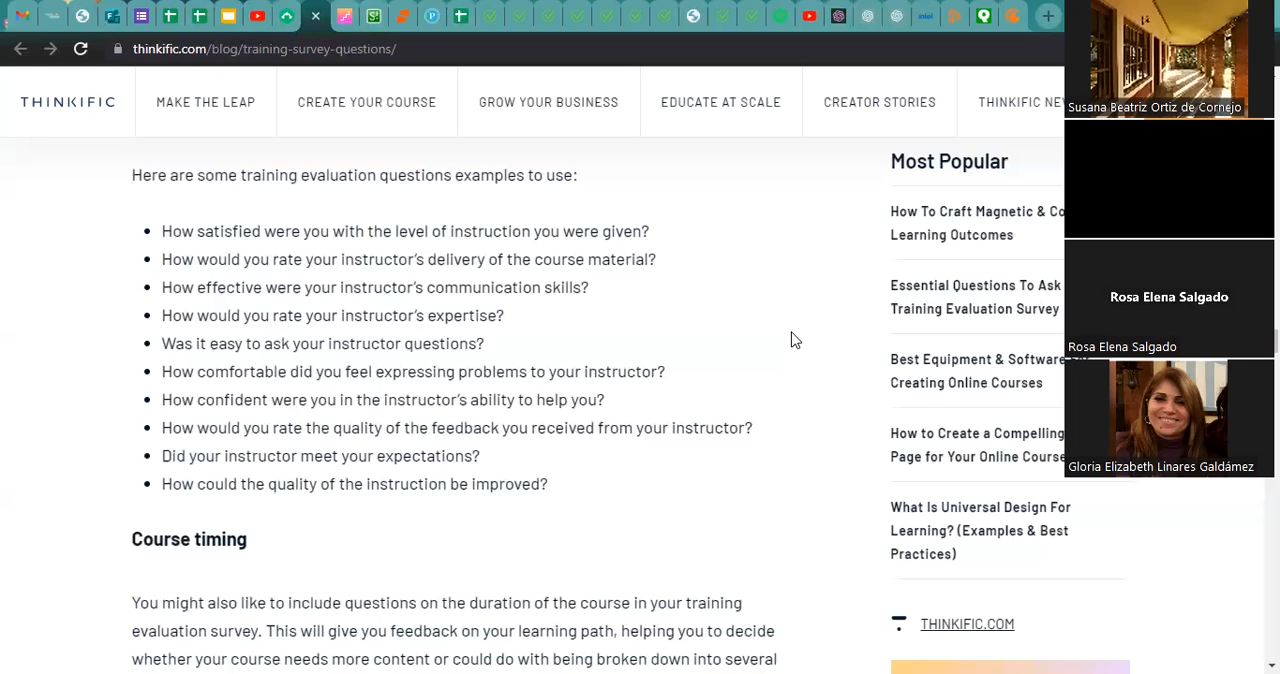 thinkific.com/blog/training-survey-questions/
THINKIFIC
MAKE THE LEAP
CREATE YOUR COURSE
GROW YOUR BUSINESS
EDUCATE AT SCALE
CREATOR STORIES
THINKIFIC NE
Here are some training evaluation questions examples to use:
• How satisfied were you with the level of instruction you were given?
• How would you rate your instructor's delivery of the course material?
• How effective were your instructor's communication skills?
• How would you rate your instructor's expertise?
• Was it easy to ask your instructor questions?
• How comfortable did you feel expressing problems to your instructor?
• How confident were you in the instructor's ability to help you?
• How would you rate the quality of the feedback you received from your instructor?
• Did your instructor meet your expectations?
• How could the quality of the instruction be improved?
Course timing
You might also like to include questions on the duration of the course in your training
evaluation survey. This will give you feedback on your learning path, helping you to decide
whether your course needs more content or could do with being broken down into several
Most Popular
How To Craft Magnetic & Co
Learning Outcomes
Essential Questions To Ask
Training Evaluation Survey
Best Equipment & Software For
Creating Online Courses
How to Create a Compelling
Page for Your Online Course
What Is Universal Design For
Learning? (Examples & Best
Practices)
THINKIFIC.COM
Susana Beatriz Ortiz de Cornejo
Rosa Elena Salgado
Rosa Elena Salgado
Gloria Elizabeth Linares Galdámez